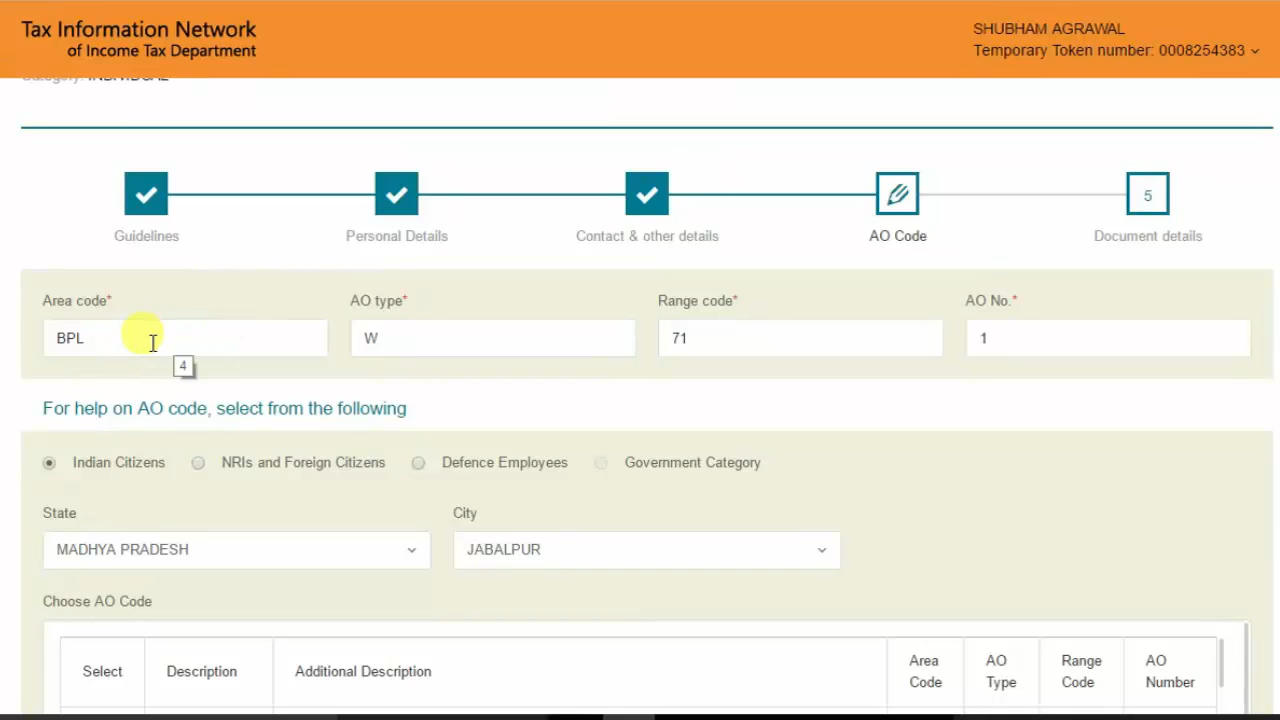 Tax Information Network
of Income Tax Department
SHUBHAM AGRAWAL
Temporary Token number: 0008254383
Category: INDIVIDUAL
5
Guidelines
Personal Details
Contact & other details
AO Code
Document details
Area code*
AO type*
Range code*
AO No.*
BPL
W
71
1
4
For help on AO code, select from the following
Indian Citizens
NRIs and Foreign Citizens
Defence Employees
Government Category
State
City
MADHYA PRADESH
JABALPUR
Choose AO Code
Select
Description
Additional Description
Area
Code
AO
Type
Range
Code
AO
Number